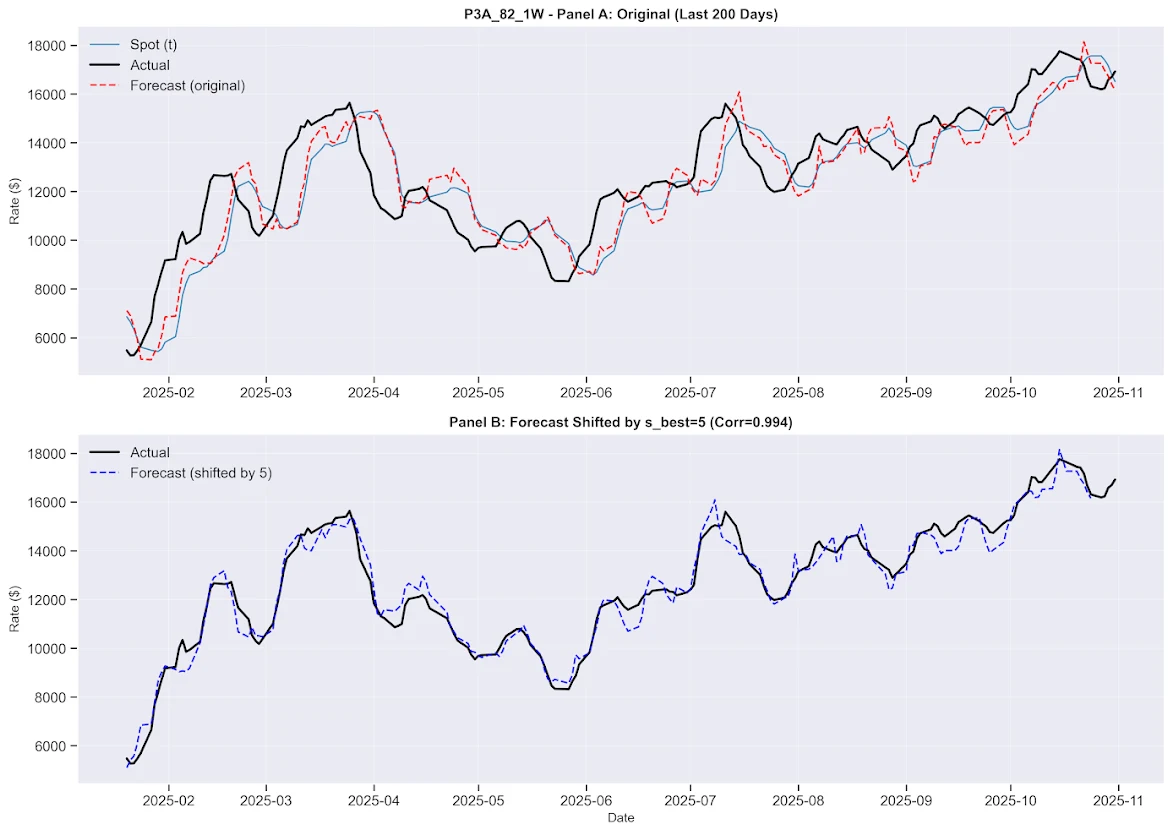 P3A_82_1W - Panel A: Original (Last 200 Days)
Spot (t)
Actual
Forecast (original)
Rate ($)
18000
16000
14000
12000
10000
8000
6000
2025-02 2025-03 2025-04 2025-05 2025-06 2025-07 2025-08 2025-09 2025-10 2025-11
Panel B: Forecast Shifted by s_best=5 (Corr=0.994)
Actual
Forecast (shifted by 5)
Rate ($)
18000
16000
14000
12000
10000
8000
6000
2025-02 2025-03 2025-04 2025-05 2025-06 2025-07 2025-08 2025-09 2025-10 2025-11
Date